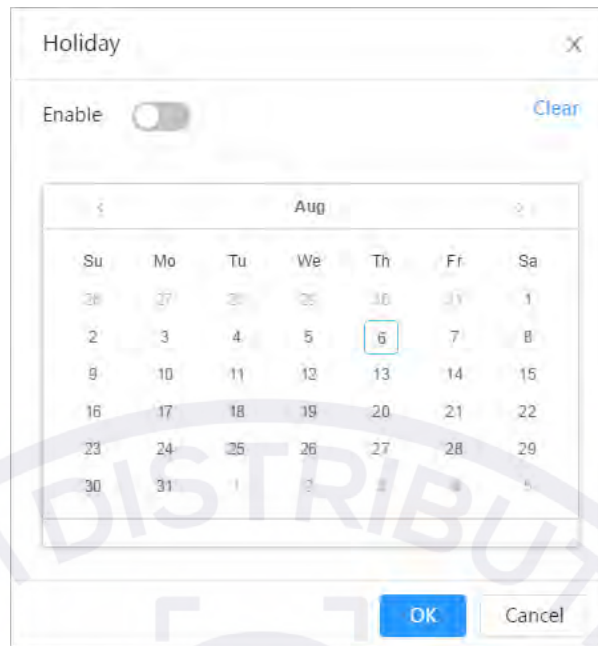 Holiday ×
Enable Clear
< Aug >
Su Mo Tu We Th Fr Sa
26 27 28 29 30 31 1
2 3 4 5 6 7 8
9 10 11 12 13 14 15
16 17 18 19 20 21 22
23 24 25 26 27 28 29
30 31 1 2 3 4 5
DISTRIBUT
OK Cancel